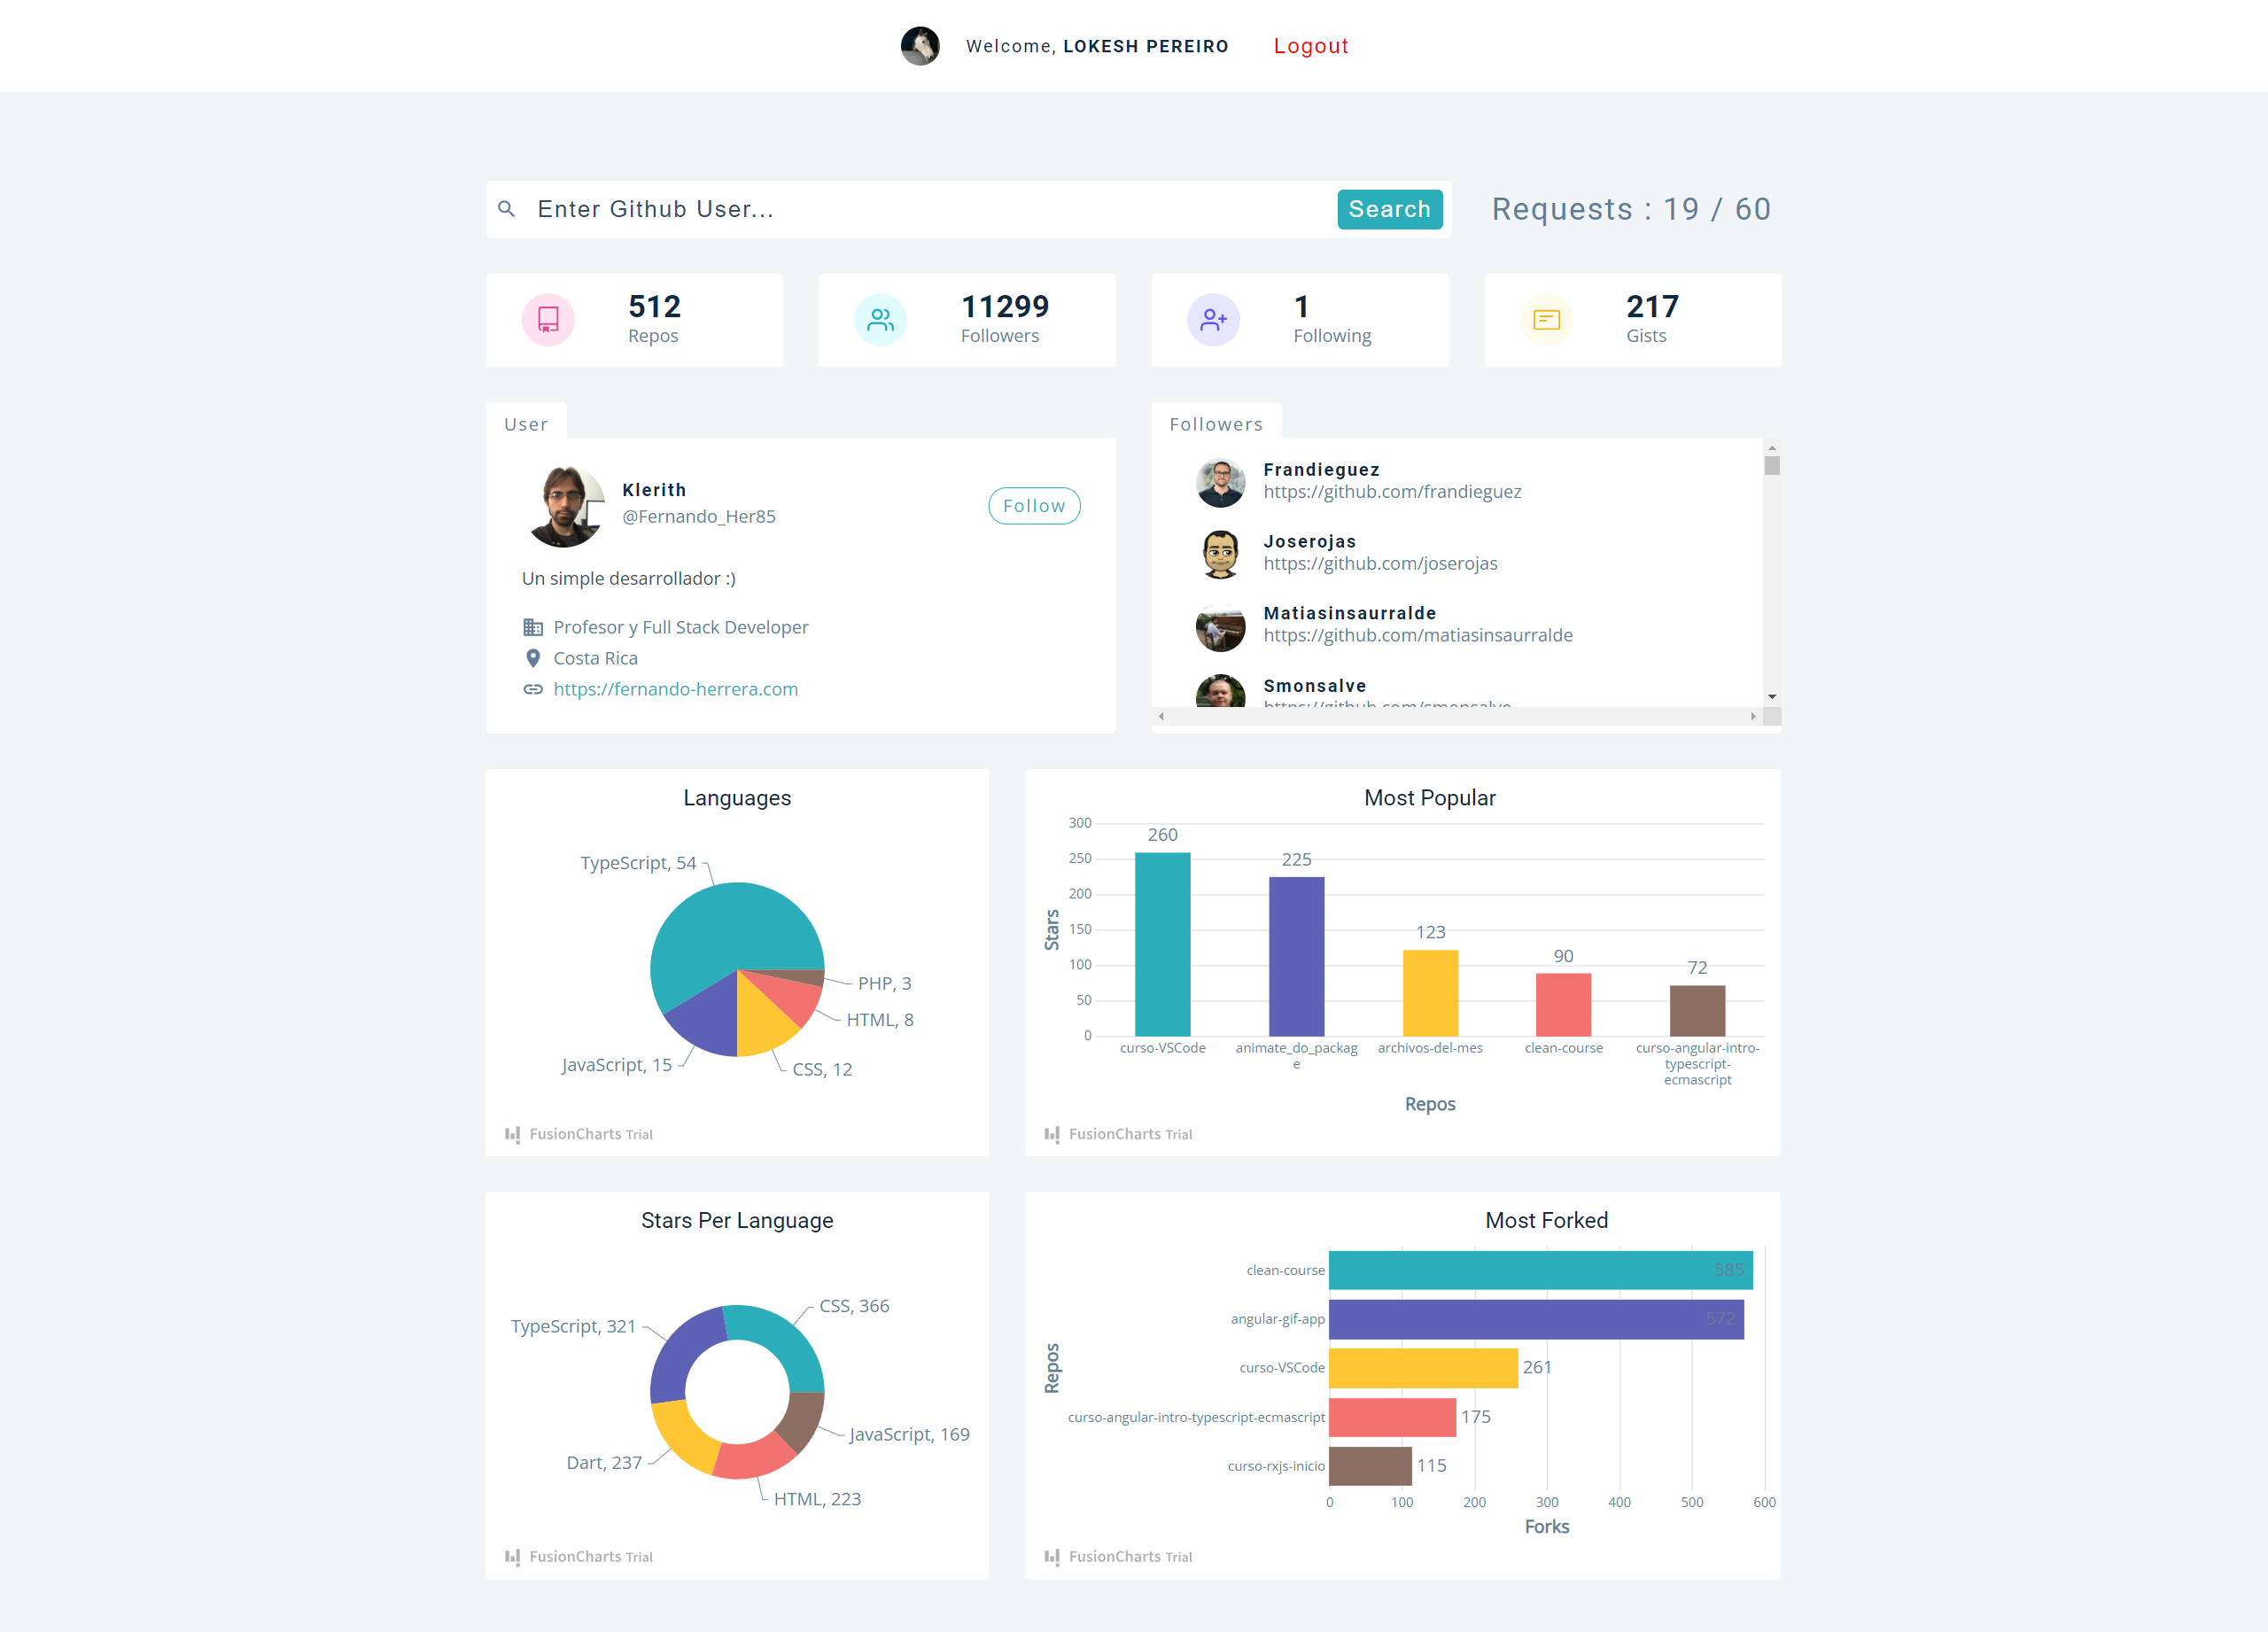 Welcome, LOKESH PEREIRO
Logout
Enter Github User...
Search
Requests : 19 / 60
512
Repos
11299
Followers
1
Following
217
Gists
User
Klerith
@Fernando_Her85
Follow
Un simple desarrollador :)
Profesor y Full Stack Developer
Costa Rica
https://fernando-herrera.com
Followers
Frandieguez
https://github.com/frandieguez
Joserojas
https://github.com/joserojas
Matiasinsaurralde
https://github.com/matiasinsaurralde
Smonsalve
https://github.com/smonsalve
Languages
TypeScript, 54
PHP, 3
HTML, 8
CSS, 12
JavaScript, 15
FusionCharts Trial
Most Popular
Stars
300
250
200
150
100
50
0
260
225
123
90
72
curso-VSCode
animate_do_packag
e
archivos-del-mes
clean-course
curso-angular-intro-
typescript-
ecmascript
Repos
FusionCharts Trial
Stars Per Language
CSS, 366
TypeScript, 321
JavaScript, 169
Dart, 237
HTML, 223
FusionCharts Trial
Most Forked
Repos
clean-course
585
angular-gif-app
572
curso-VSCode
261
curso-angular-intro-typescript-ecmascript
175
curso-rxjs-inicio
115
0
100
200
300
400
500
600
Forks
FusionCharts Trial